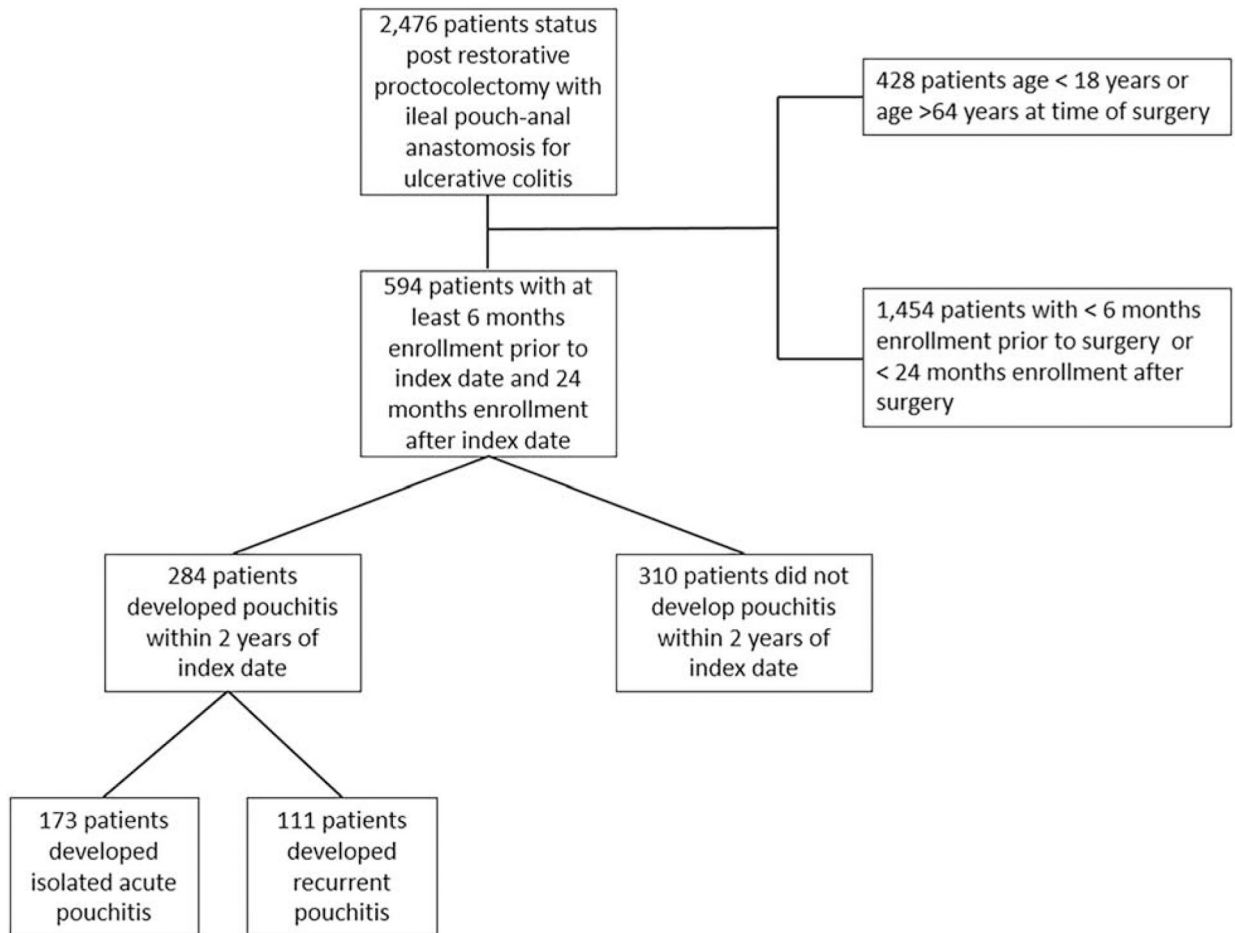 2,476 patients status
post restorative
proctocolectomy with
ileal pouch-anal
anastomosis for
ulcerative colitis
428 patients age < 18 years or
age >64 years at time of surgery
594 patients with at
least 6 months
enrollment prior to
index date and 24
months enrollment
after index date
1,454 patients with < 6 months
enrollment prior to surgery or
< 24 months enrollment after
surgery
284 patients
developed pouchitis
within 2 years of
index date
310 patients did not
develop pouchitis
within 2 years of
index date
173 patients
developed
isolated acute
pouchitis
111 patients
developed
recurrent
pouchitis